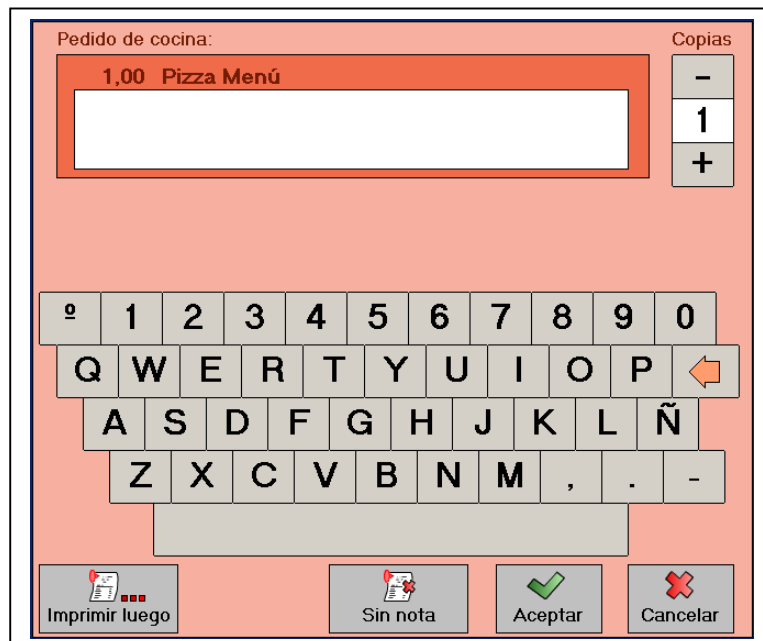 Pedido de cocina:
Copias
1,00 Pizza Menú
-
1
+
º 1 2 3 4 5 6 7 8 9 0
Q W E R T Y U I O P
A S D F G H J K L Ñ
Z X C V B N M , . -
Imprimir luego
Sin nota
Aceptar
Cancelar